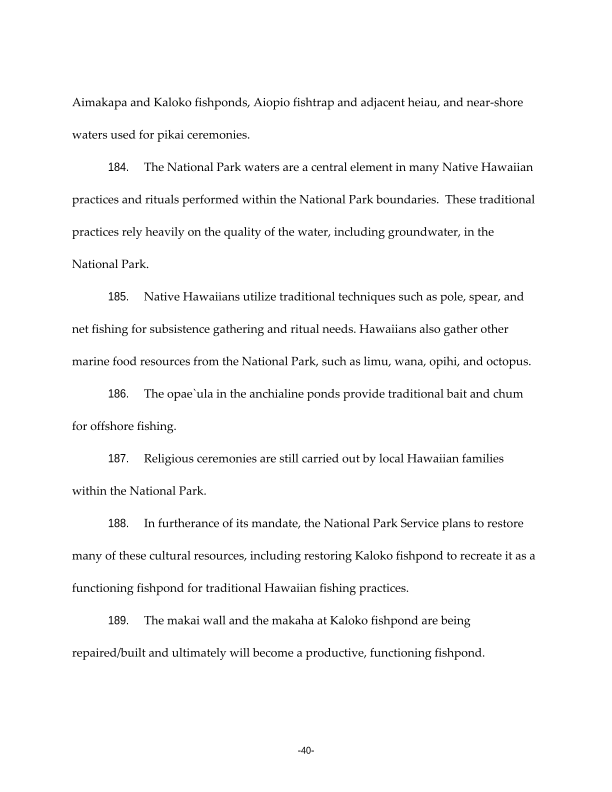 Aimakapa and Kaloko fishponds, Aiopio fishtrap and adjacent heiau, and near-shore
waters used for pikai ceremonies.
184. The National Park waters are a central element in many Native Hawaiian
practices and rituals performed within the National Park boundaries. These traditional
practices rely heavily on the quality of the water, including groundwater, in the
National Park.
185. Native Hawaiians utilize traditional techniques such as pole, spear, and
net fishing for subsistence gathering and ritual needs. Hawaiians also gather other
marine food resources from the National Park, such as limu, wana, opihi, and octopus.
186. The opae`ula in the anchialine ponds provide traditional bait and chum
for offshore fishing.
187. Religious ceremonies are still carried out by local Hawaiian families
within the National Park.
188. In furtherance of its mandate, the National Park Service plans to restore
many of these cultural resources, including restoring Kaloko fishpond to recreate it as a
functioning fishpond for traditional Hawaiian fishing practices.
189. The makai wall and the makaha at Kaloko fishpond are being
repaired/built and ultimately will become a productive, functioning fishpond.
-40-